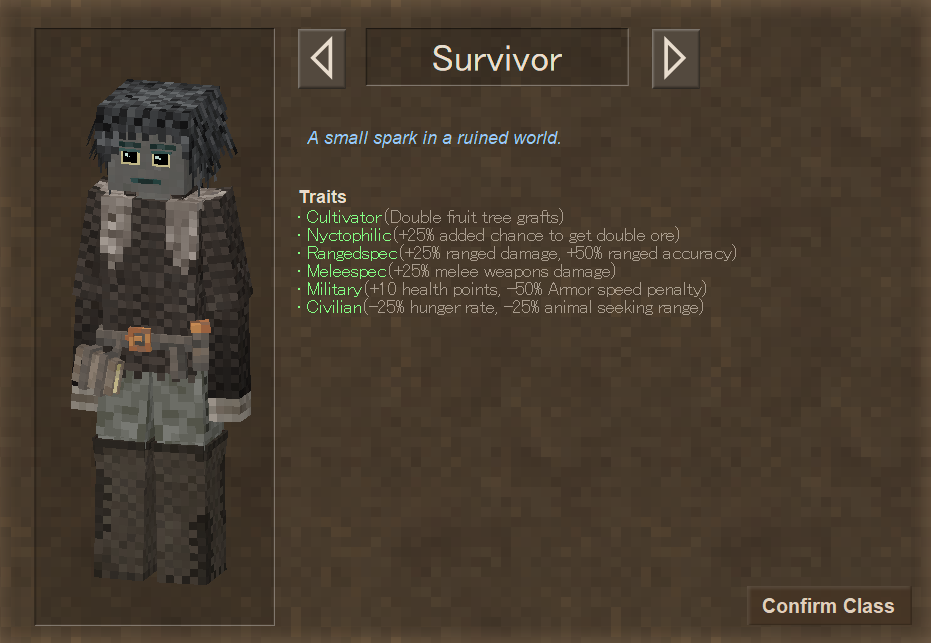 Survivor
A small spark in a ruined world.
Traits
· Cultivator (Double fruit tree grafts)
· Nyctophilic (+25% added chance to get double ore)
· Rangedspec (+25% ranged damage, +50% ranged accuracy)
· Meleespec (+25% melee weapons damage)
· Military (+10 health points, -50% Armor speed penalty)
· Civilian (-25% hunger rate, -25% animal seeking range)
Confirm Class